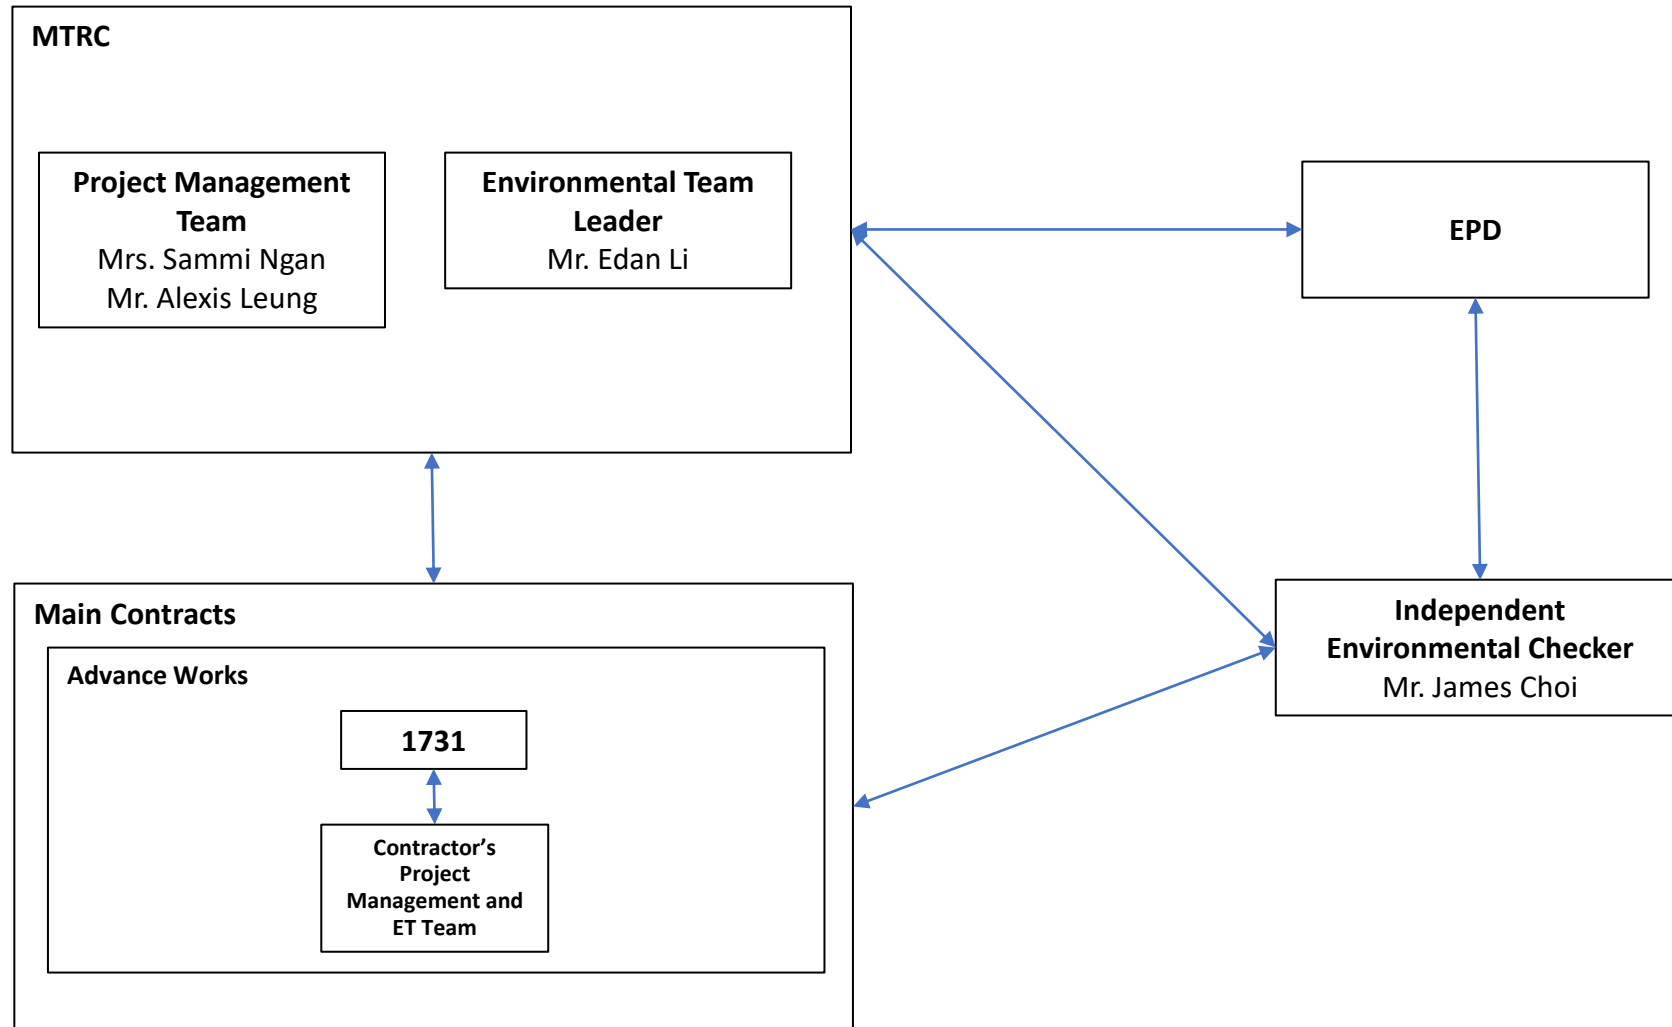 MTRC
Project Management
Team
Mrs. Sammi Ngan
Mr. Alexis Leung
Environmental Team
Leader
Mr. Edan Li
EPD
Main Contracts
Advance Works
1731
Contractor’s
Project
Management and
ET Team
Independent
Environmental Checker
Mr. James Choi